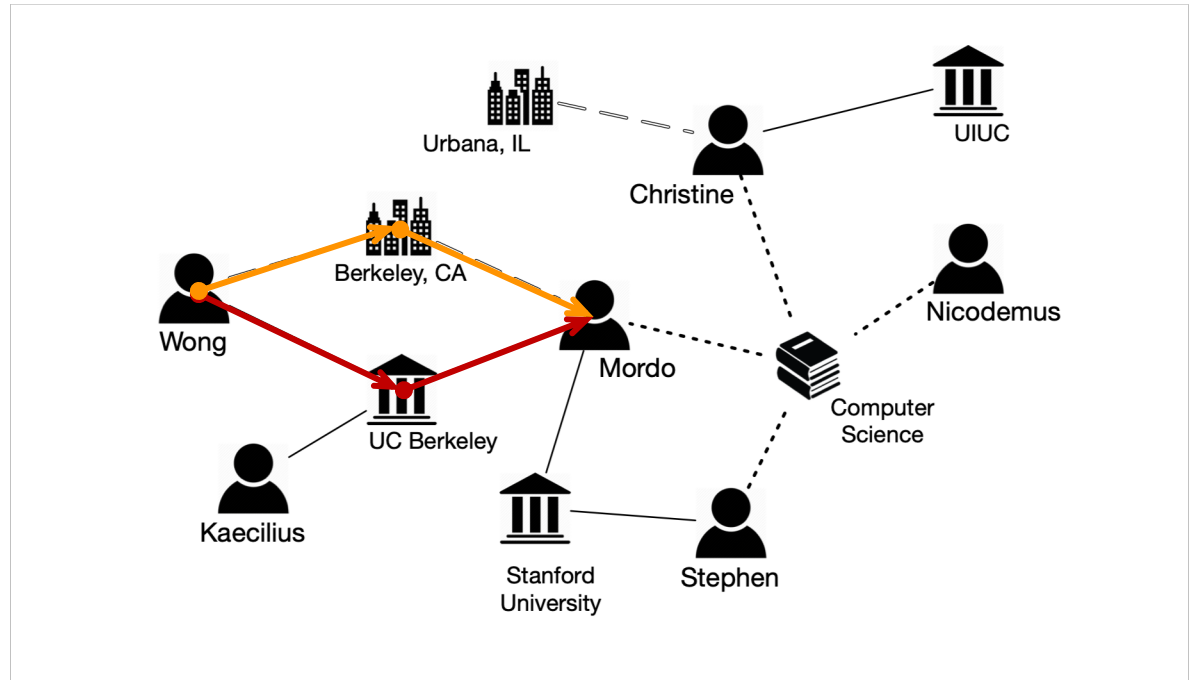 Urbana, IL
UIUC
Christine
Berkeley, CA
Nicodemus
Wong
Mordo
Computer
Science
UC Berkeley
Kaecilius
Stanford
University
Stephen